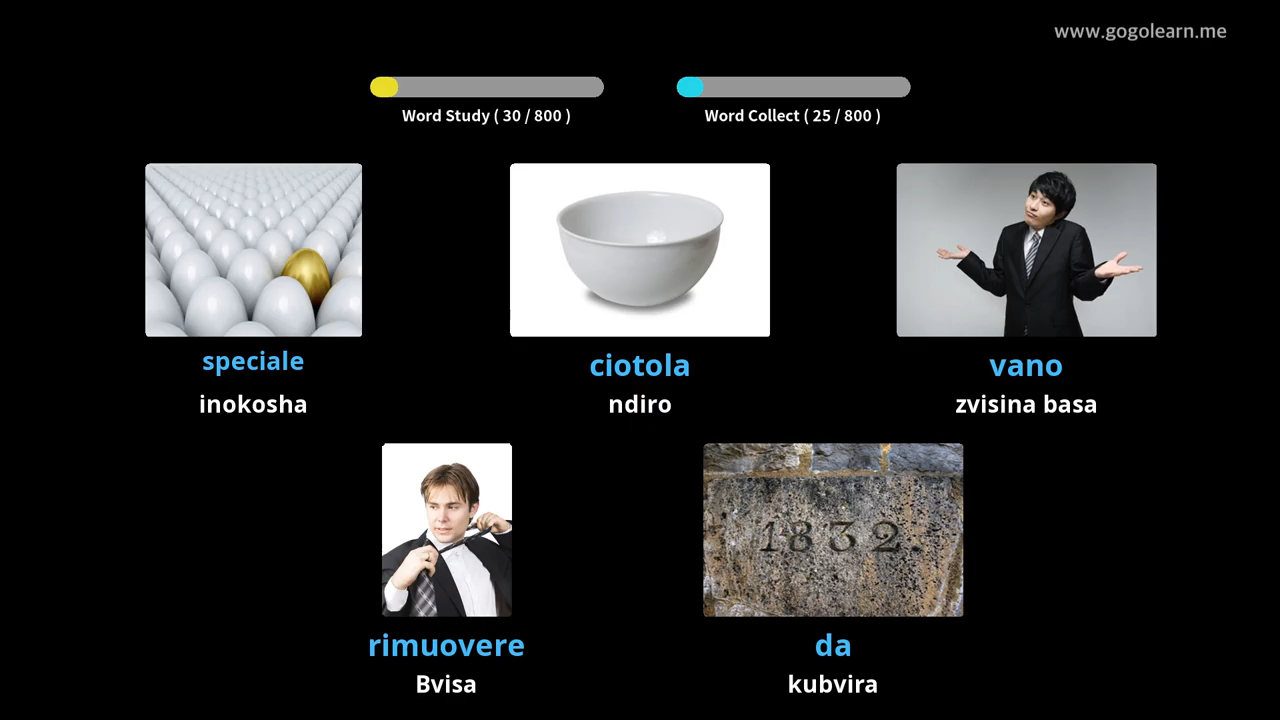 www.gogolearn.me
Word Study ( 30 / 800 )
Word Collect ( 25 / 800 )
speciale
inokosha
ciotola
ndiro
vano
zvisina basa
1832.
rimuovere
Bvisa
da
kubvira